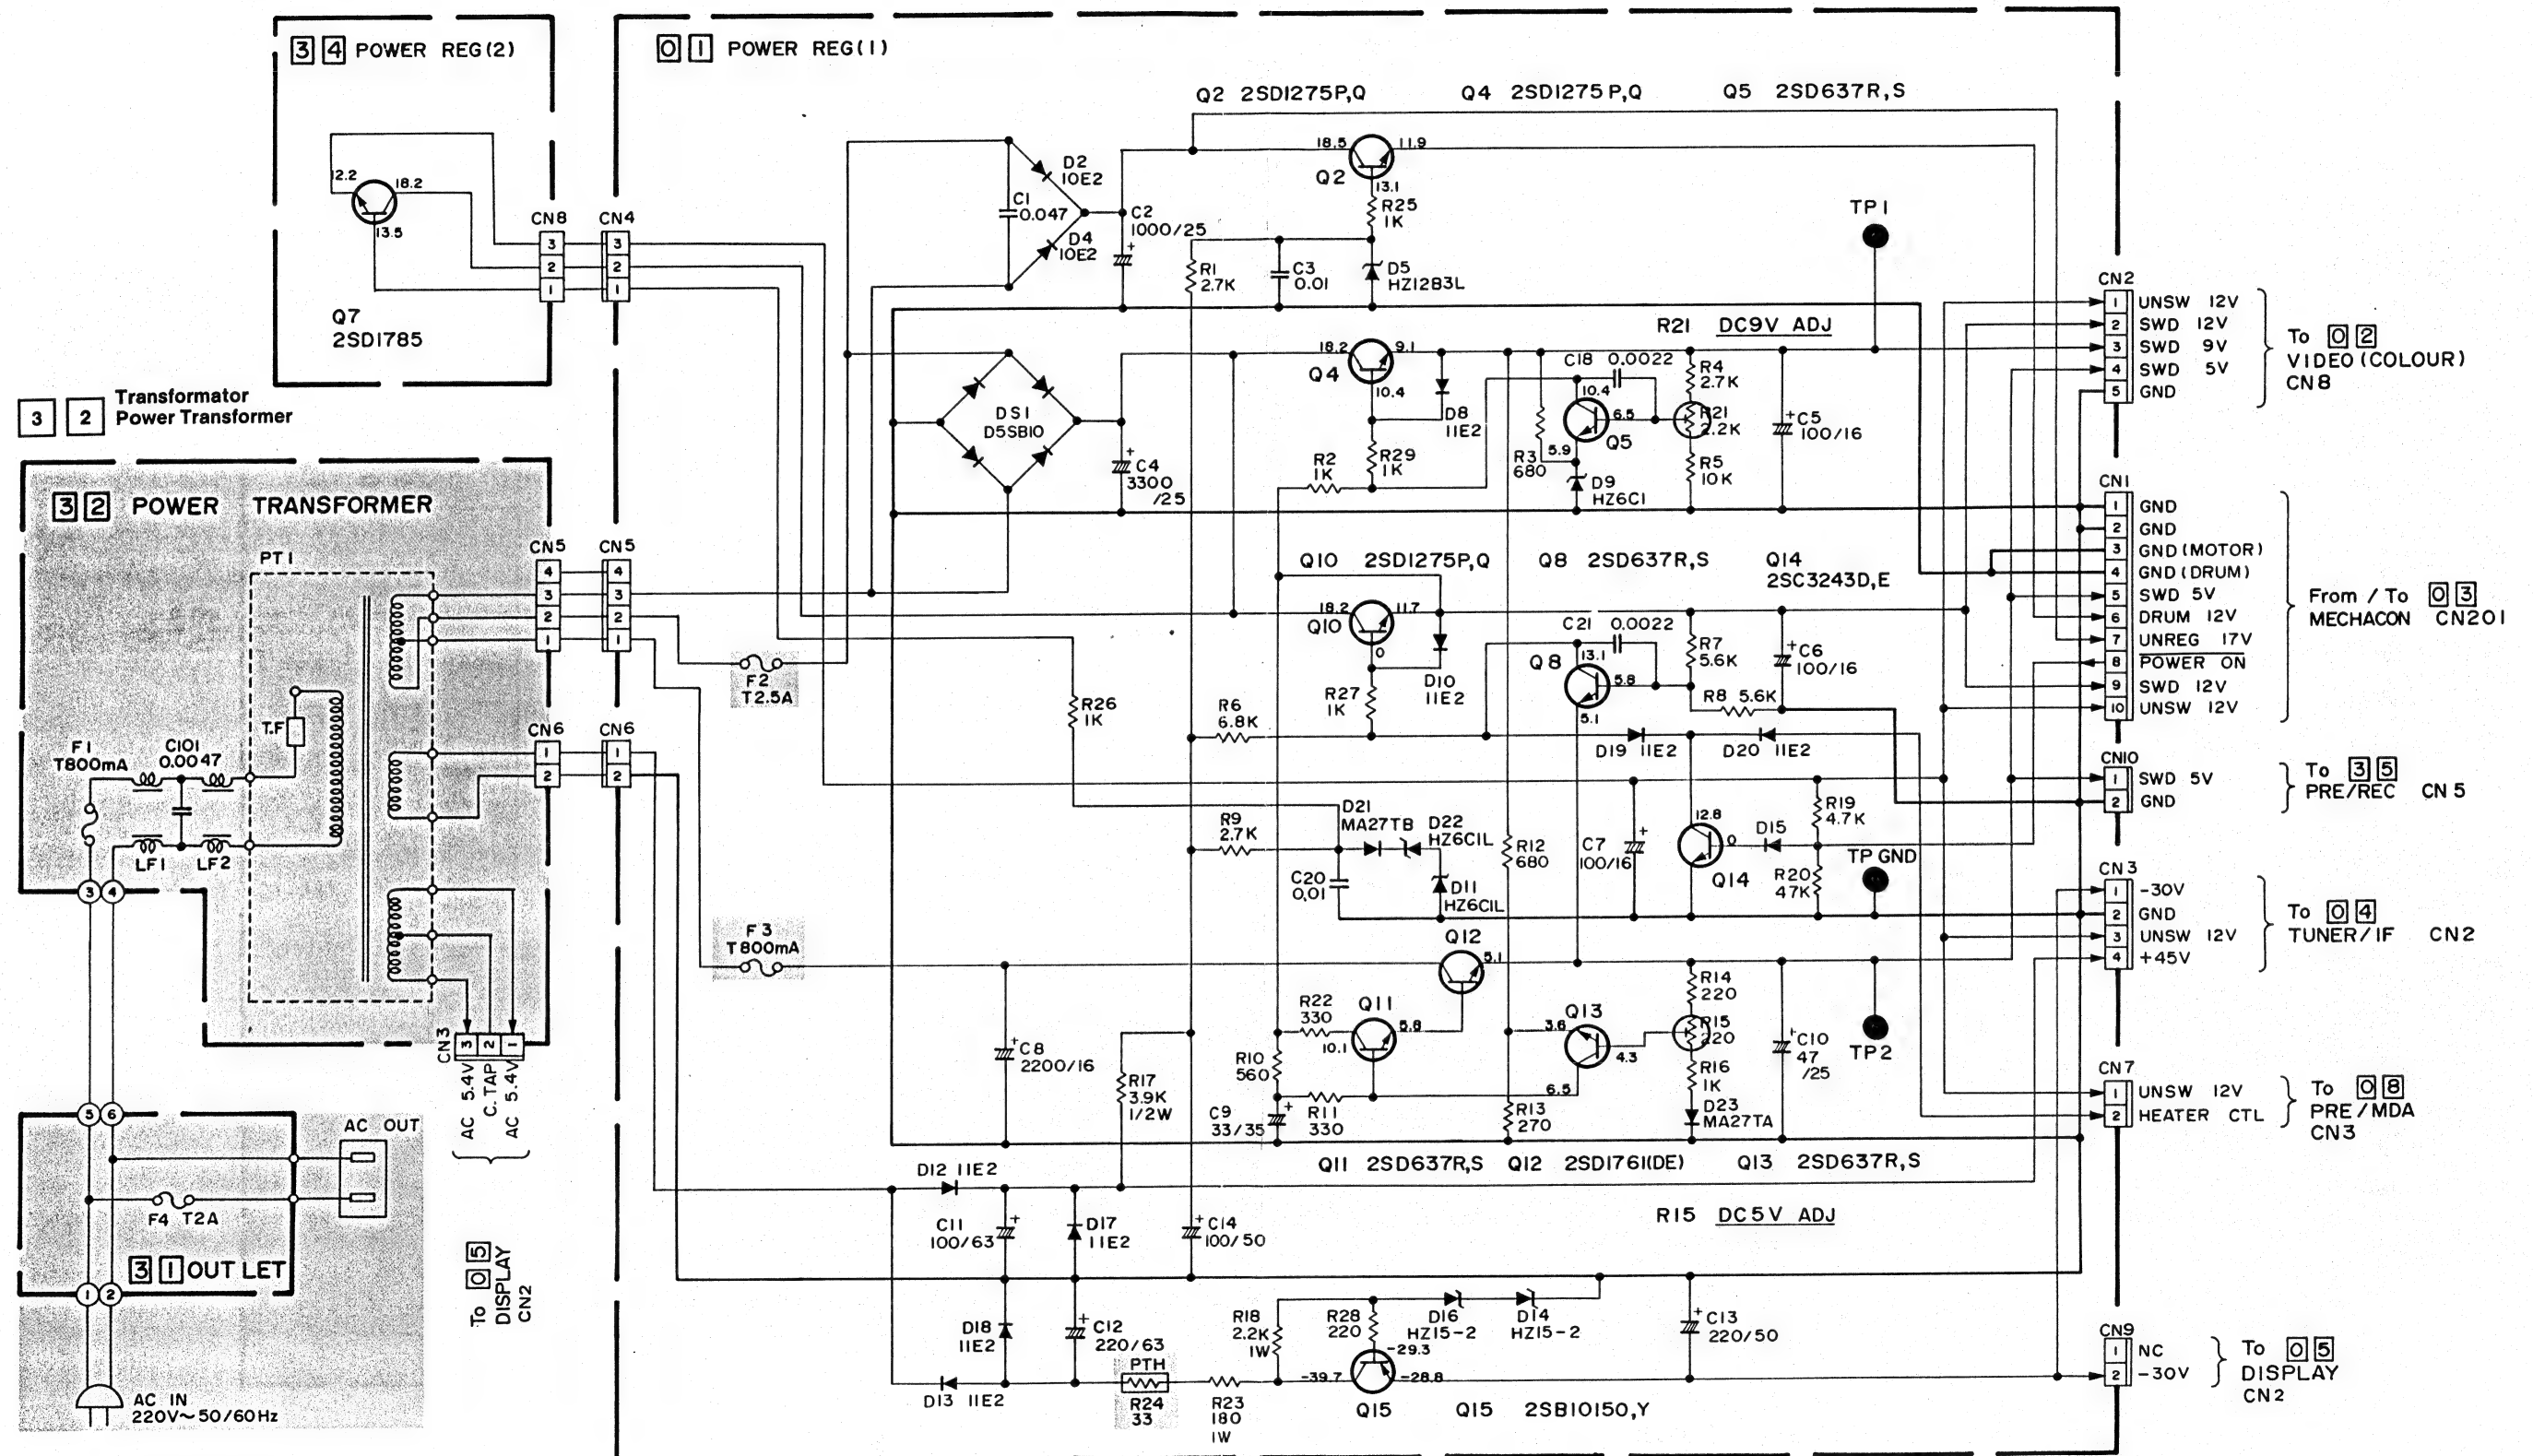 3 4 POWER REG(2)
12.2
18.2
13.5
Q7
2SD1785
CN8
3
2
1
CN4
3
2
1
0 1 POWER REG(1)
Q2 2SD1275P,Q
Q4 2SD1275P,Q
Q5 2SD637R,S
C1
0.047
D2
10E2
D4
10E2
C2
1000/25
+
18.5
11.9
Q2
13.1
R25
1K
R1
2.7K
C3
0.01
D5
HZ12B3L
TP1
R21 DC9V ADJ
DS1
D5SB10
+
C4
3300
/25
18.2
9.1
Q4
10.4
D8
11E2
R2
1K
R29
1K
C18 0.0022
10.4
6.5
5.9
Q5
R3
680
D9
HZ6C1
R4
2.7K
R21
2.2K
R5
10K
+
C5
100/16
CN2
1 UNSW 12V
2 SWD 12V
3 SWD 9V
4 SWD 5V
5 GND
To 0 2
VIDEO (COLOUR)
CN8
3 2 Transformator
Power Transformer
3 2 POWER TRANSFORMER
PT1
T.F
F1
T800mA
C101
0.0047
LF1
LF2
3 4
CN5
4
3
2
1
CN5
4
3
2
1
CN6
1
2
CN6
1
2
CN3
3 2 1
AC 5.4V
C.TAP
AC 5.4V
To 0 5
DISPLAY
CN2
F2
T2.5A
F3
T800mA
5 6
AC OUT
F4 T2A
3 1 OUT LET
1 2
AC IN
220V~50/60Hz
Q10 2SD1275P,Q
Q8 2SD637R,S
Q14
2SC3243D,E
18.2
11.7
Q10
0
D10
11E2
R27
1K
R6
6.8K
R26
1K
C21 0.0022
13.1
Q8
5.8
5.1
R7
5.6K
R8 5.6K
+
C6
100/16
D19 11E2
D20 11E2
CN1
1 GND
2 GND
3 GND (MOTOR)
4 GND (DRUM)
5 SWD 5V
6 DRUM 12V
7 UNREG 17V
8 POWER ON
9 SWD 12V
10 UNSW 12V
From / To 0 3
MECHACON CN201
CN10
1 SWD 5V
2 GND
To 3 5
PRE/REC CN5
R9
2.7K
D21
MA27TB
D22
HZ6C1L
C20
0.01
D11
HZ6C1L
R12
680
C7
100/16
+
12.8
0
Q14
D15
R19
4.7K
R20
47K
TP GND
CN3
1 -30V
2 GND
3 UNSW 12V
4 +45V
To 0 4
TUNER/IF CN2
Q12
5.1
+
C8
2200/16
R22
330
Q11
5.8
10.1
R10
560
R11
330
C9
33/35
+
R17
3.9K
1/2W
3.6
Q13
4.3
6.5
R13
270
R14
220
R15
220
R16
1K
D23
MA27TA
+
C10
47
/25
TP2
CN7
1 UNSW 12V
2 HEATER CTL
To 0 8
PRE/MDA
CN3
Q11 2SD637R,S
Q12 2SD1761(DE)
Q13 2SD637R,S
R15 DC5V ADJ
D12 11E2
C11
100/63
+
D17
11E2
+
C14
100/50
D18
11E2
+
C12
220/63
D13 11E2
PTH
R24
33
R23
180
1W
R18
2.2K
1W
R28
220
D16
HZ15-2
D14
HZ15-2
-29.3
-39.7
-28.8
Q15
Q15 2SB1015O,Y
+
C13
220/50
CN9
1 NC
2 -30V
To 0 5
DISPLAY
CN2